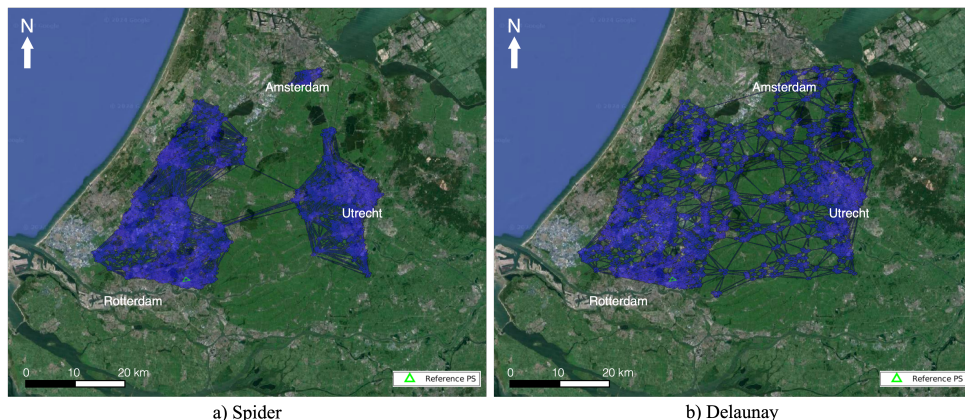 N
Amsterdam
Utrecht
Rotterdam
0 10 20 km
Reference PS
a) Spider
N
Amsterdam
Utrecht
Rotterdam
0 10 20 km
Reference PS
b) Delaunay